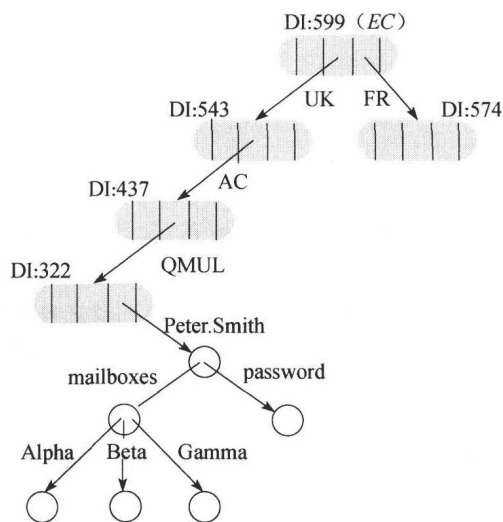 DI:599 (EC)
DI:543 UK FR DI:574
AC
DI:437
QMUL
DI:322
Peter.Smith
mailboxes password
Alpha Beta Gamma